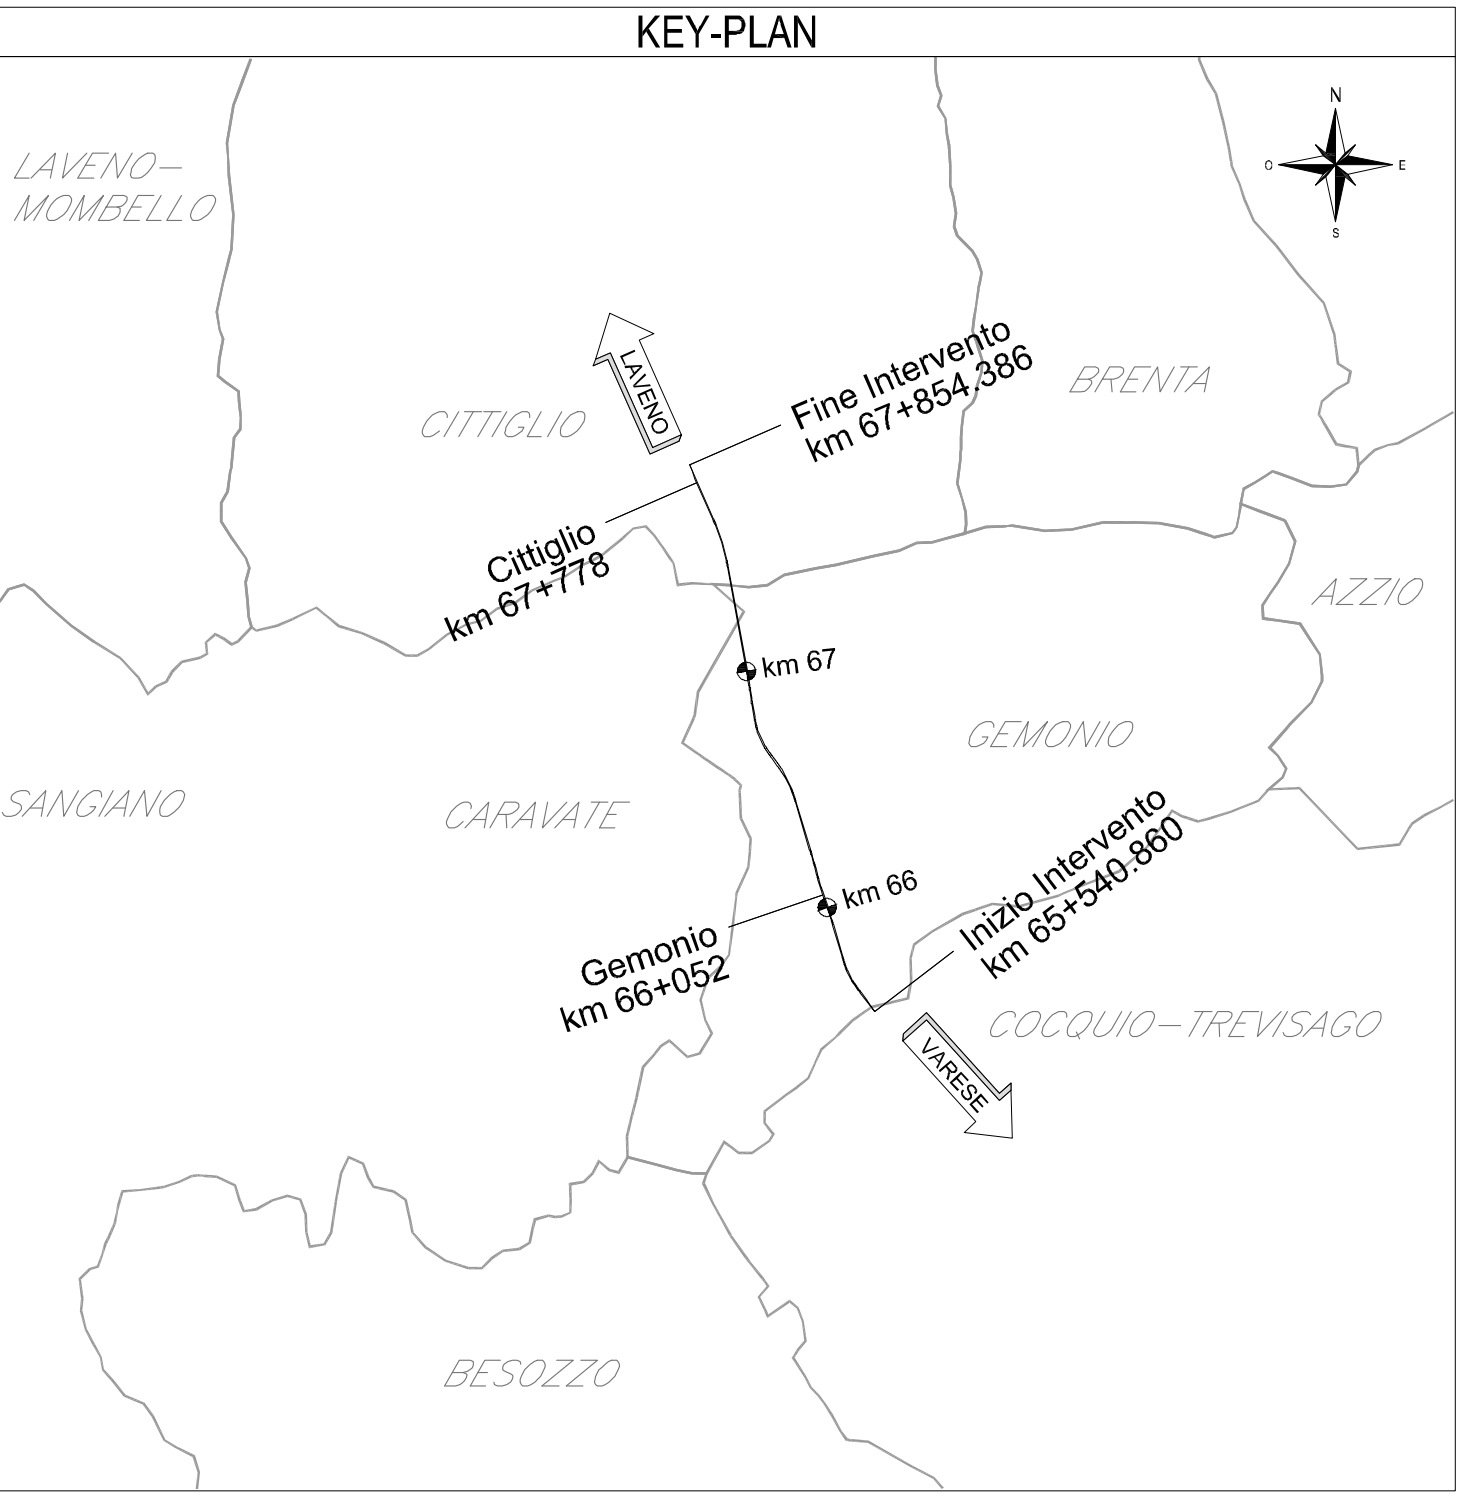 KEY-PLAN
N
O
E
S
LAVENO-
MOMBELLO
LAVENO
Fine Intervento
km 67+854.386
BRENTA
CITTIGLIO
Cittiglio
km 67+778
AZZIO
km 67
GEMONIO
SANGIANO
CARAVATE
Inizio Intervento
km 65+540.860
km 66
Gemonio
km 66+052
COCQUIO-TREVISAGO
VARESE
BESOZZO